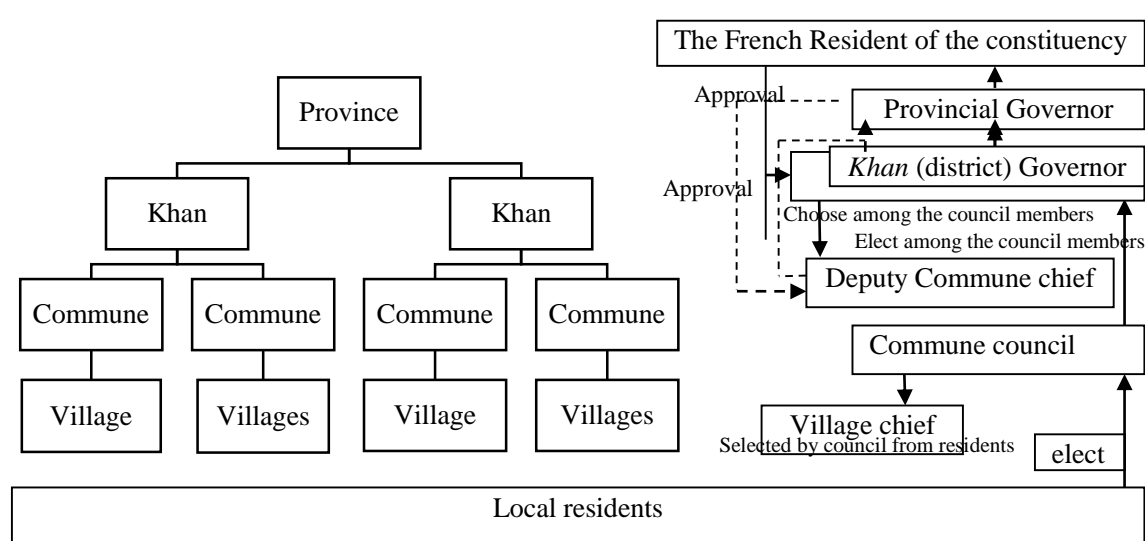 The French Resident of the constituency
Approval
Provincial Governor
Khan (district) Governor
Approval
Choose among the council members
Elect among the council members
Deputy Commune chief
Commune council
Village chief
Selected by council from residents
elect
Province
Khan
Khan
Commune
Commune
Commune
Commune
Village
Villages
Village
Villages
Local residents